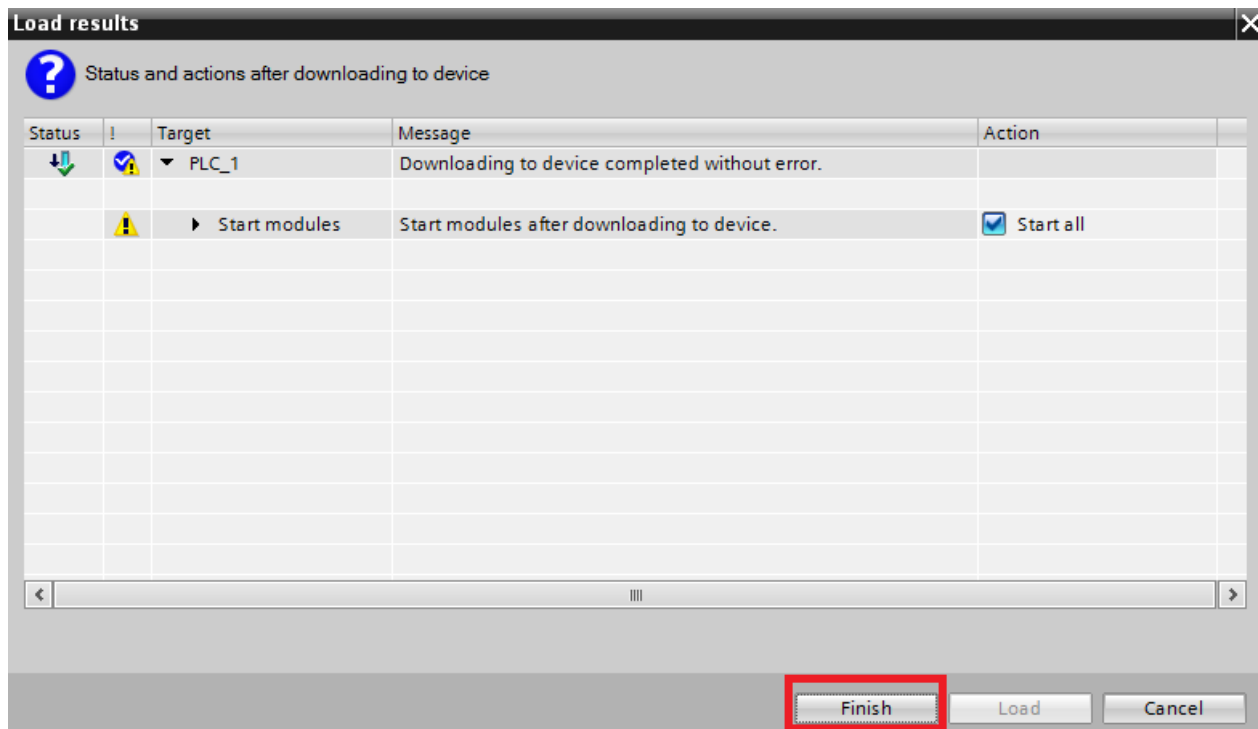 Load results
Status and actions after downloading to device
Status ! Target Message Action
PLC_1 Downloading to device completed without error.
Start modules Start modules after downloading to device. Start all
Finish Load Cancel